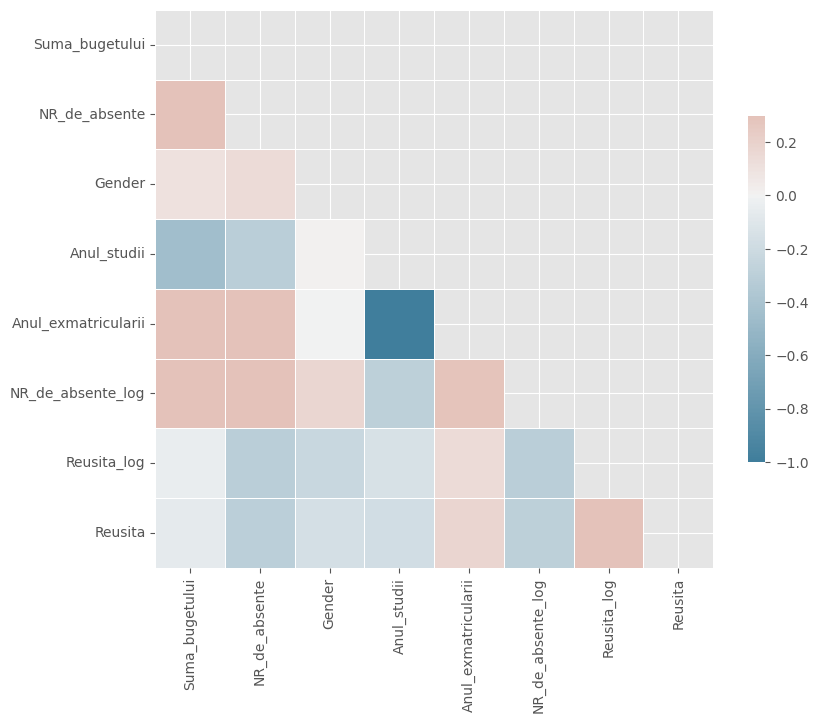 Suma_bugetului
NR_de_absente
Gender
Anul_studii
Anul_exmatricularii
NR_de_absente_log
Reusita_log
Reusita
Suma_bugetului
NR_de_absente
Gender
Anul_studii
Anul_exmatricularii
NR_de_absente_log
Reusita_log
Reusita
0.2
0.0
−0.2
−0.4
−0.6
−0.8
−1.0